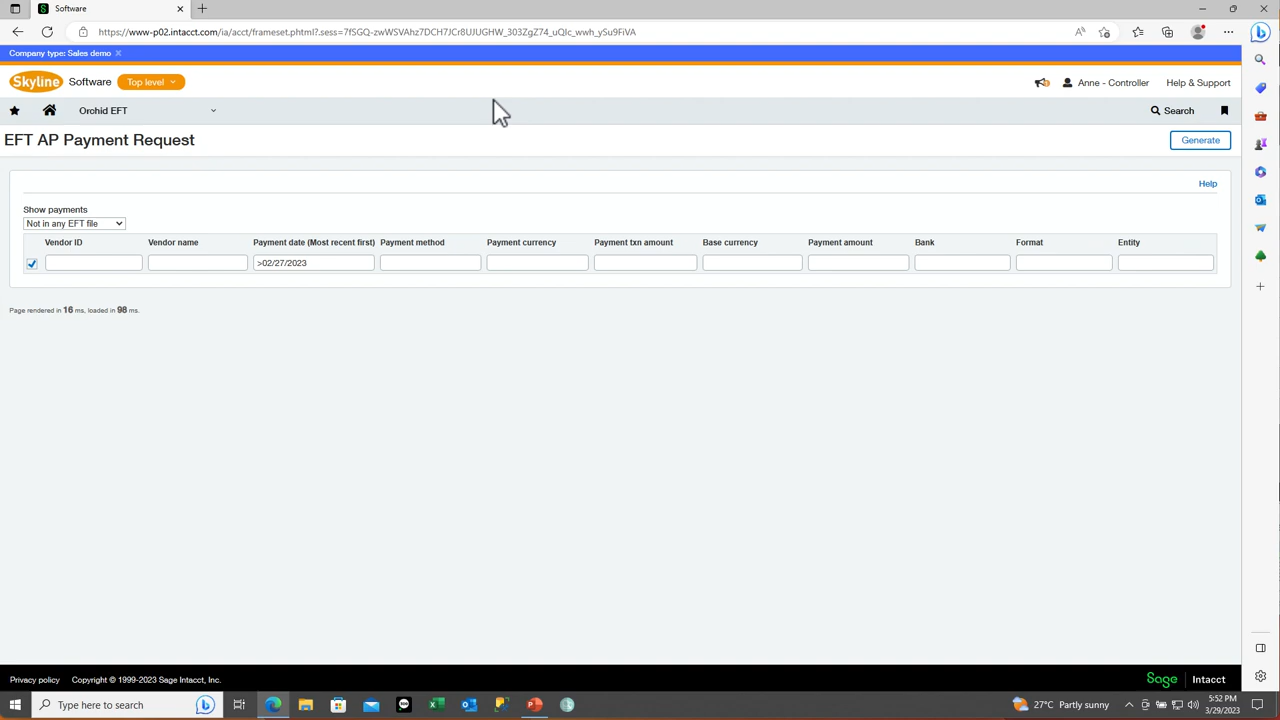 Software
https://www-p02.intacct.com/ia/acct/frameset.phtml?.sess=7fSGQ-zwWSVAhz7DCH7JCr8UJUGHW_303ZgZ74_uQIc_wwh_ySu9FiVA
Company type: Sales demo
Skyline Software Top level Anne - Controller Help & Support
Orchid EFT Search
EFT AP Payment Request Generate
Help
Show payments
Not in any EFT file
Vendor ID Vendor name Payment date (Most recent first) Payment method Payment currency Payment txn amount Base currency Payment amount Bank Format Entity
>02/27/2023
Page rendered in 16 ms, loaded in 98 ms.
Privacy policy Copyright © 1999-2023 Sage Intacct, Inc. Sage Intacct
Type here to search 27°C Partly sunny 5:52 PM
3/29/2023